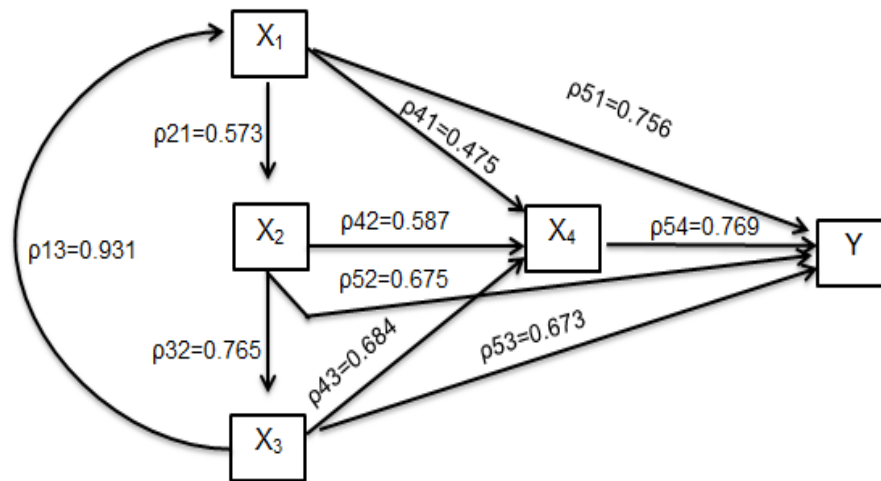 X₁
ρ51=0.756
ρ41=0.475
ρ21=0.573
X₂
ρ42=0.587
X₄
ρ54=0.769
Y
ρ13=0.931
ρ52=0.675
ρ32=0.765
ρ43=0.684
ρ53=0.673
X₃